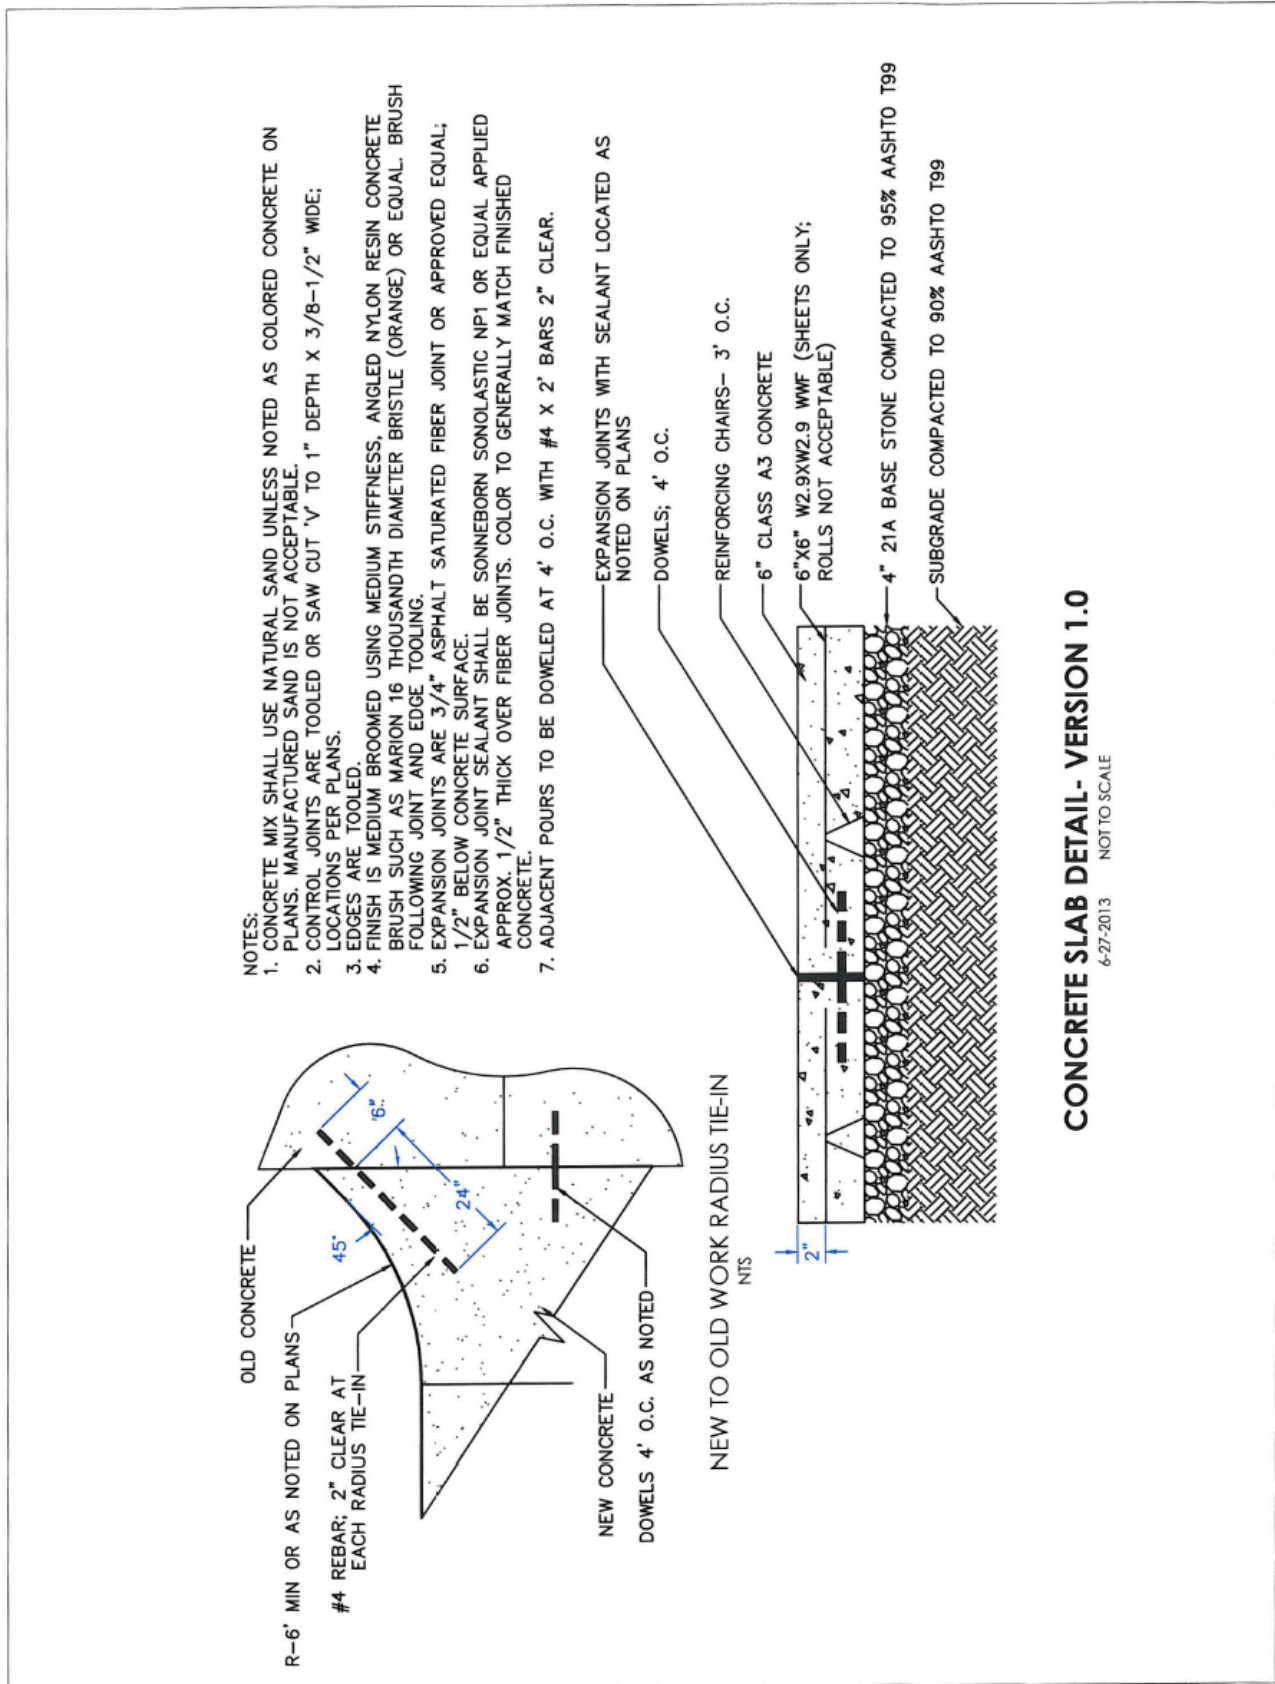 NOTES:
1. CONCRETE MIX SHALL USE NATURAL SAND UNLESS NOTED AS COLORED CONCRETE ON
PLANS. MANUFACTURED SAND IS NOT ACCEPTABLE.
2. CONTROL JOINTS ARE TOOLED OR SAW CUT 'V' TO 1" DEPTH X 3/8-1/2" WIDE;
LOCATIONS PER PLANS.
3. EDGES ARE TOOLED.
4. FINISH IS MEDIUM BROOMED USING MEDIUM STIFFNESS, ANGLED NYLON RESIN CONCRETE
BRUSH SUCH AS MARION 16 THOUSANDTH DIAMETER BRISTLE (ORANGE) OR EQUAL. BRUSH
FOLLOWING JOINT AND EDGE TOOLING.
5. EXPANSION JOINTS ARE 3/4" ASPHALT SATURATED FIBER JOINT OR APPROVED EQUAL;
1/2" BELOW CONCRETE SURFACE.
6. EXPANSION JOINT SEALANT SHALL BE SONNEBORN SONOLASTIC NP1 OR EQUAL APPLIED
APPROX. 1/2" THICK OVER FIBER JOINTS. COLOR TO GENERALLY MATCH FINISHED
CONCRETE.
7. ADJACENT POURS TO BE DOWELED AT 4' O.C. WITH #4 X 2' BARS 2" CLEAR.
OLD CONCRETE
R-6' MIN OR AS NOTED ON PLANS
#4 REBAR; 2" CLEAR AT
EACH RADIUS TIE-IN
45°
6"
24"
NEW CONCRETE
DOWELS 4' O.C. AS NOTED
NEW TO OLD WORK RADIUS TIE-IN
NTS
EXPANSION JOINTS WITH SEALANT LOCATED AS
NOTED ON PLANS
DOWELS; 4' O.C.
REINFORCING CHAIRS- 3' O.C.
6" CLASS A3 CONCRETE
6"X6" W2.9XW2.9 WWF (SHEETS ONLY;
ROLLS NOT ACCEPTABLE)
4" 21A BASE STONE COMPACTED TO 95% AASHTO T99
SUBGRADE COMPACTED TO 90% AASHTO T99
2"
CONCRETE SLAB DETAIL- VERSION 1.0
6-27-2013 NOT TO SCALE